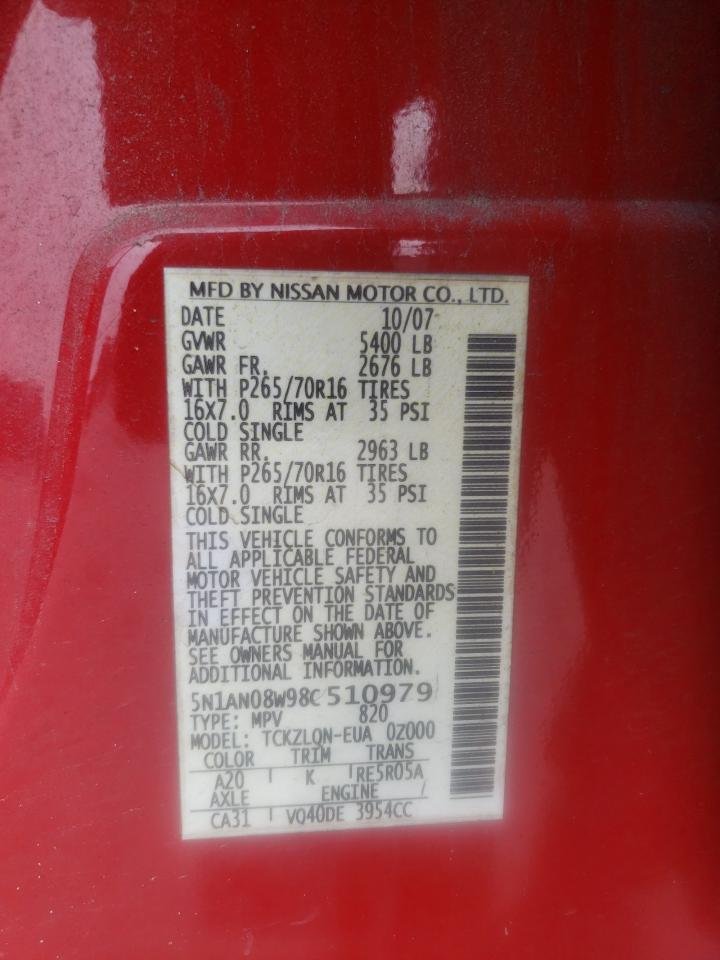 MFD BY NISSAN MOTOR CO., LTD.
DATE 10/07
GVWR 5400 LB
GAWR FR. 2676 LB
WITH P265/70R16 TIRES
16X7.0 RIMS AT 35 PSI
COLD SINGLE
GAWR RR. 2963 LB
WITH P265/70R16 TIRES
16X7.0 RIMS AT 35 PSI
COLD SINGLE
THIS VEHICLE CONFORMS TO
ALL APPLICABLE FEDERAL
MOTOR VEHICLE SAFETY AND
THEFT PREVENTION STANDARDS
IN EFFECT ON THE DATE OF
MANUFACTURE SHOWN ABOVE.
SEE OWNERS MANUAL FOR
ADDITIONAL INFORMATION.
5N1AN08W98C 510979
TYPE: MPV 820
MODEL: TCKZLQN-EUA 0Z000
COLOR TRIM TRANS
A20 K RE5R05A
AXLE ENGINE
CA31 VQ40DE 3954CC